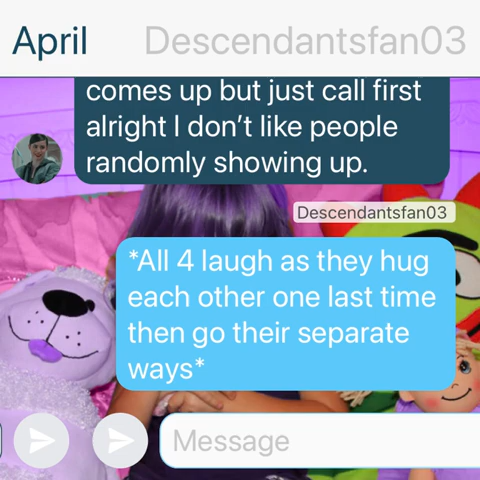 April Descendantsfan03
comes up but just call first
alright I don't like people
randomly showing up.
Descendantsfan03
*All 4 laugh as they hug
each other one last time
then go their separate
ways*
Message